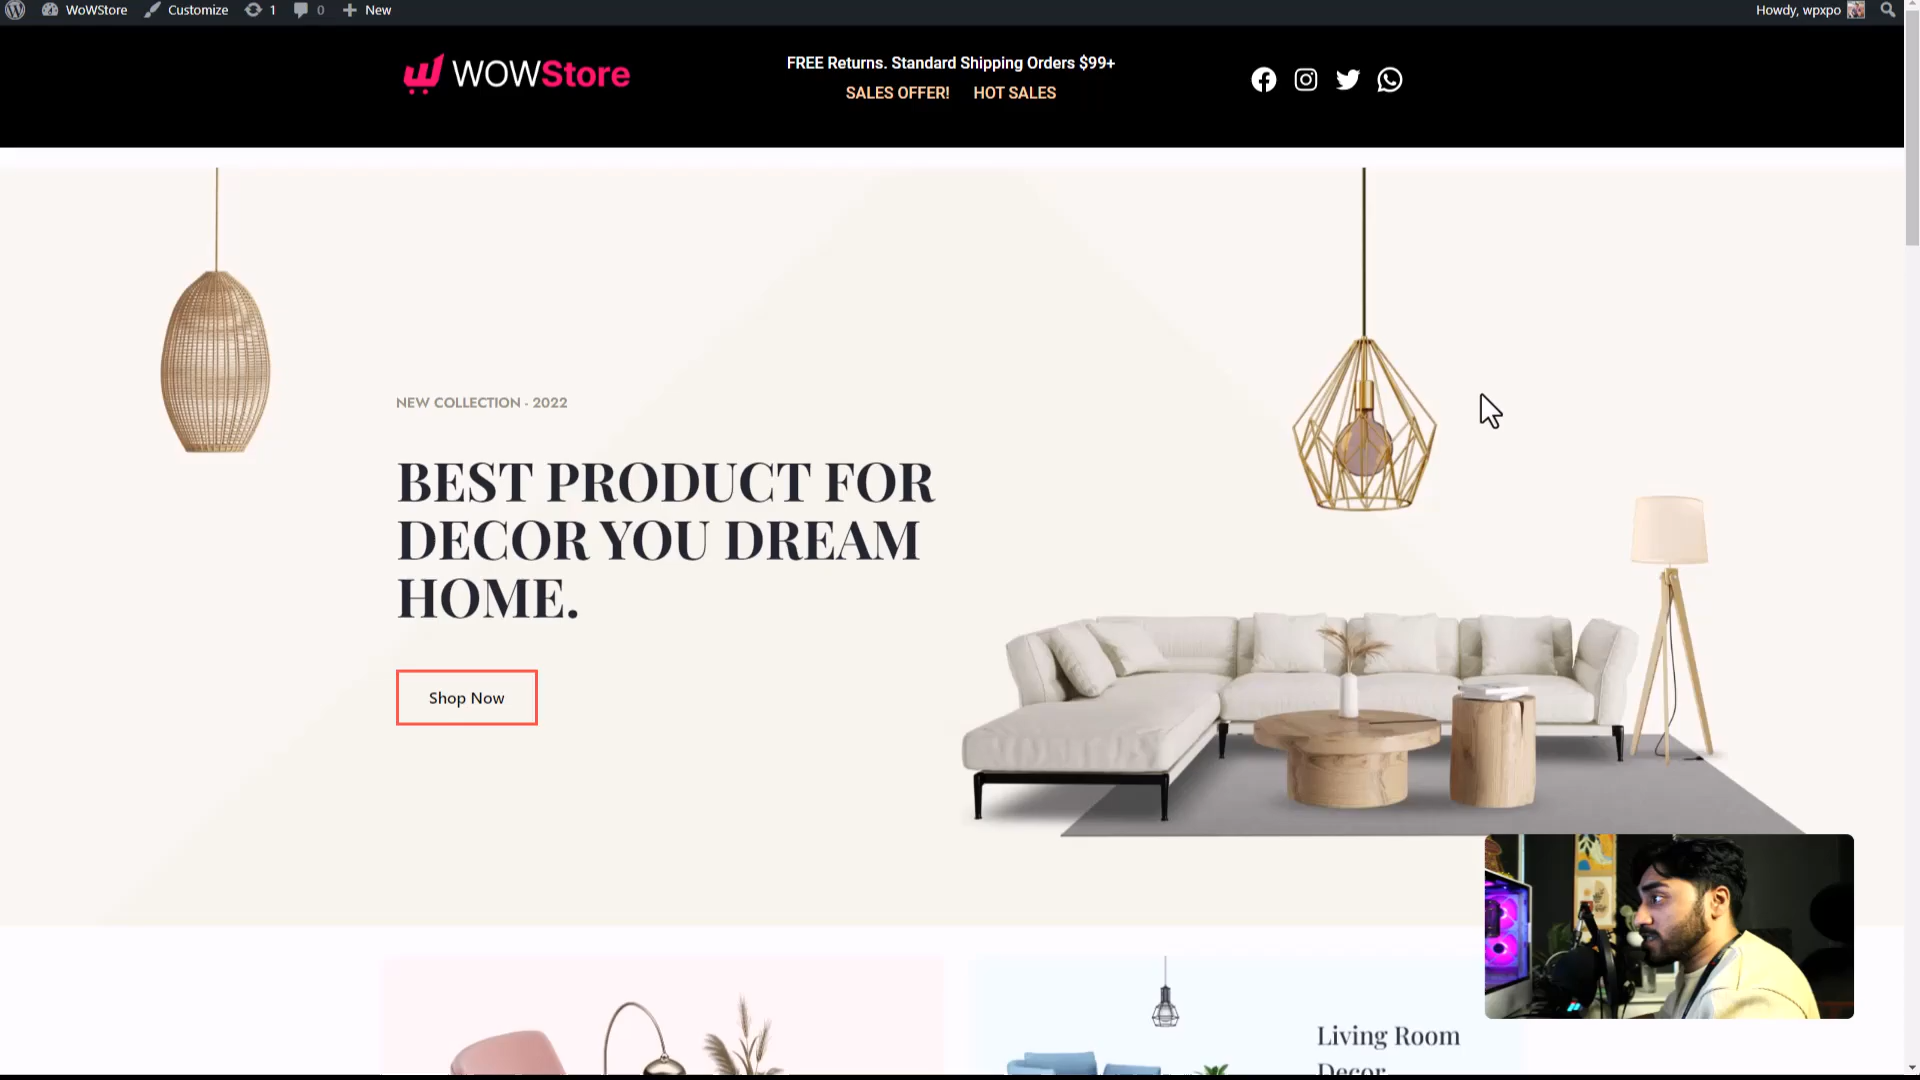 WoWStore Customize 1 0 New Howdy, wpxpo
WOWStore
FREE Returns. Standard Shipping Orders $99+
SALES OFFER! HOT SALES
NEW COLLECTION - 2022
BEST PRODUCT FOR
DECOR YOU DREAM
HOME.
Shop Now
Living Room
Decor